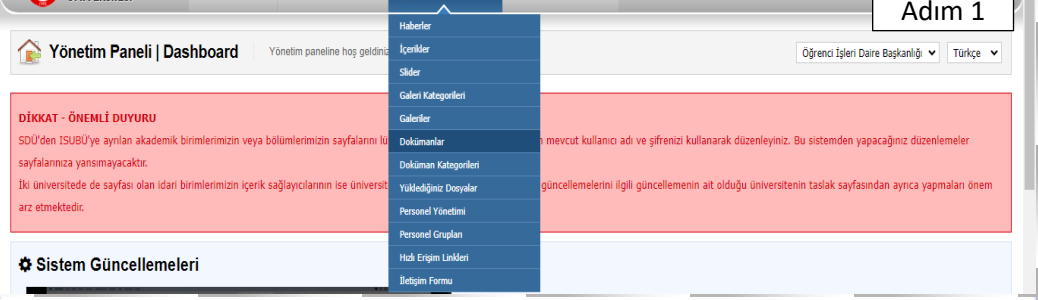 Adım 1
Haberler
İçerikler
Slider
Galeri Kategorileri
Galeriler
Dokümanlar
Doküman Kategorileri
Yüklediğiniz Dosyalar
Personel Yönetimi
Personel Grupları
Hızlı Erişim Linkleri
İletişim Formu
Yönetim Paneli | Dashboard
Yönetim paneline hoş geldiniz
Öğrenci İşleri Daire Başkanlığı
Türkçe
DİKKAT - ÖNEMLİ DUYURU
SDÜ'den ISUBÜ'ye ayrılan akademik birimlerimizin veya bölümlerimizin sayfalarını mevcut kullanıcı adı ve şifrenizi kullanarak düzenleyiniz. Bu sistemden yapacağınız düzenlemeler
sayfalarınıza yansımayacaktır.
İki üniversitede de sayfası olan idari birimlerimizin içerik sağlayıcılarının ise güncellemelerini ilgili güncellemenin ait olduğu üniversitenin taslak sayfasından ayrıca yapmaları önem
arz etmektedir.
Sistem Güncellemeleri